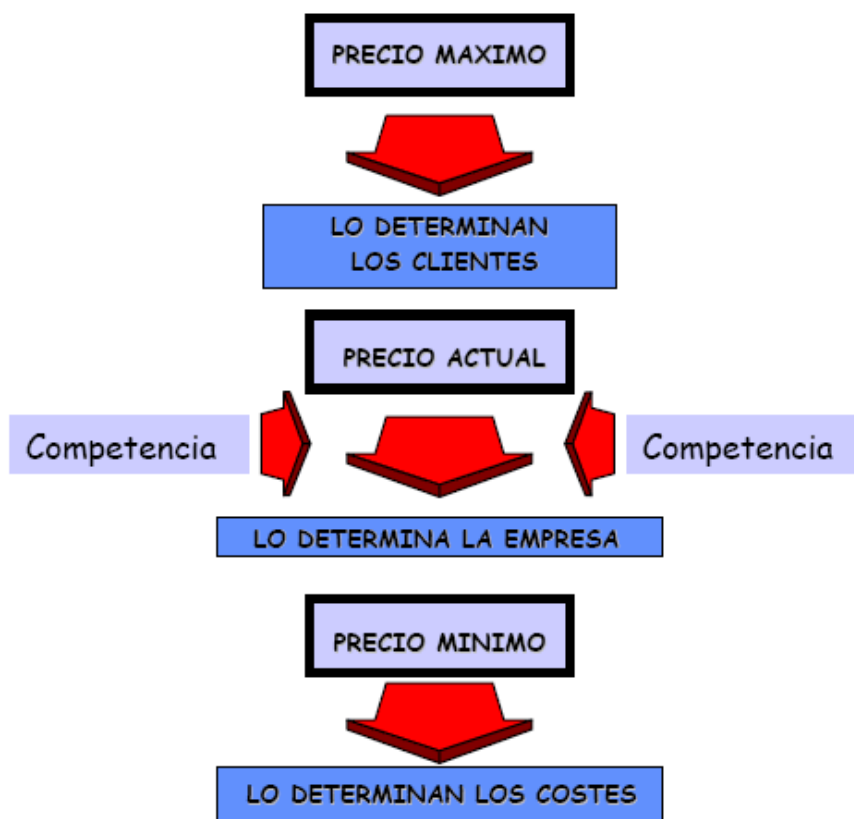 PRECIO MAXIMO
LO DETERMINAN
LOS CLIENTES
PRECIO ACTUAL
Competencia
Competencia
LO DETERMINA LA EMPRESA
PRECIO MINIMO
LO DETERMINAN LOS COSTES